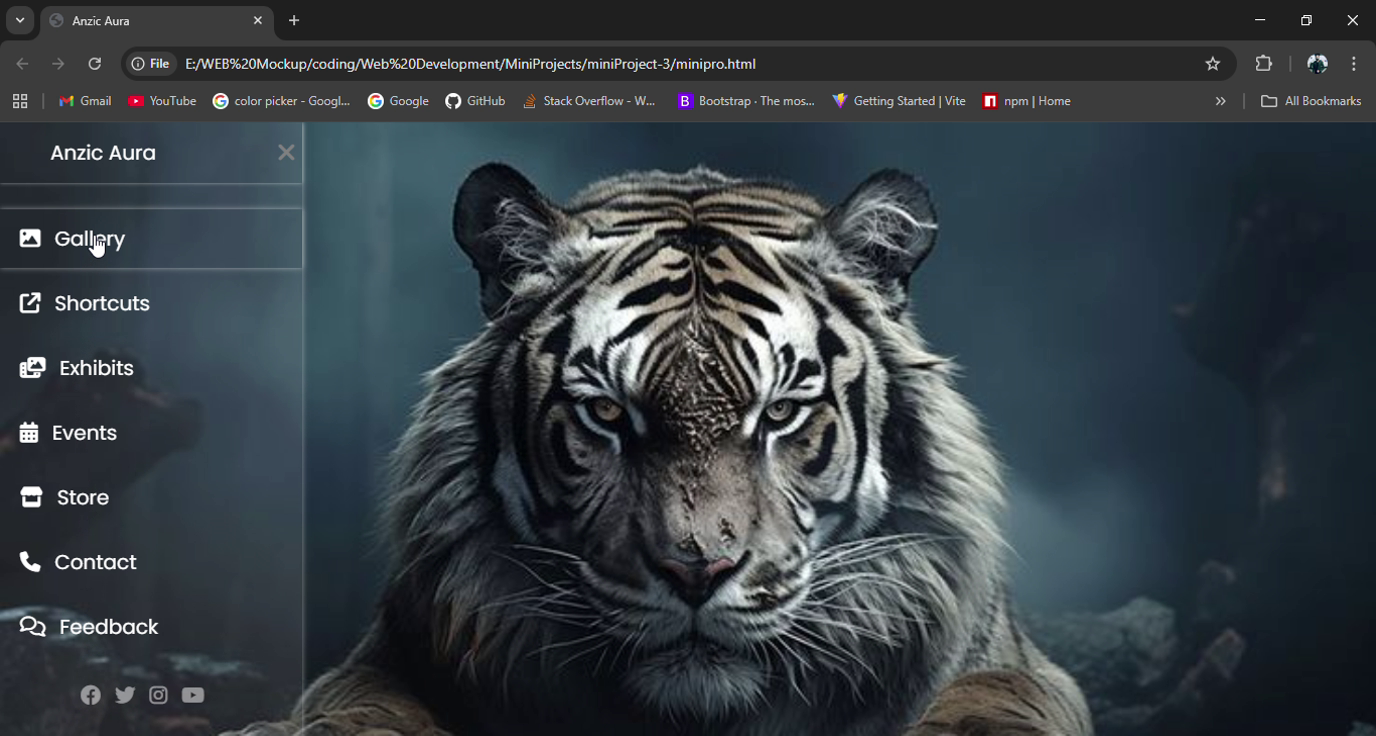 Anzic Aura
File E:/WEB%20Mockup/coding/Web%20Development/MiniProjects/miniProject-3/minipro.html
Gmail YouTube color picker - Googl... Google GitHub Stack Overflow - W... B Bootstrap · The mos... Getting Started | Vite npm | Home » All Bookmarks
Anzic Aura
Gallery
Shortcuts
Exhibits
Events
Store
Contact
Feedback